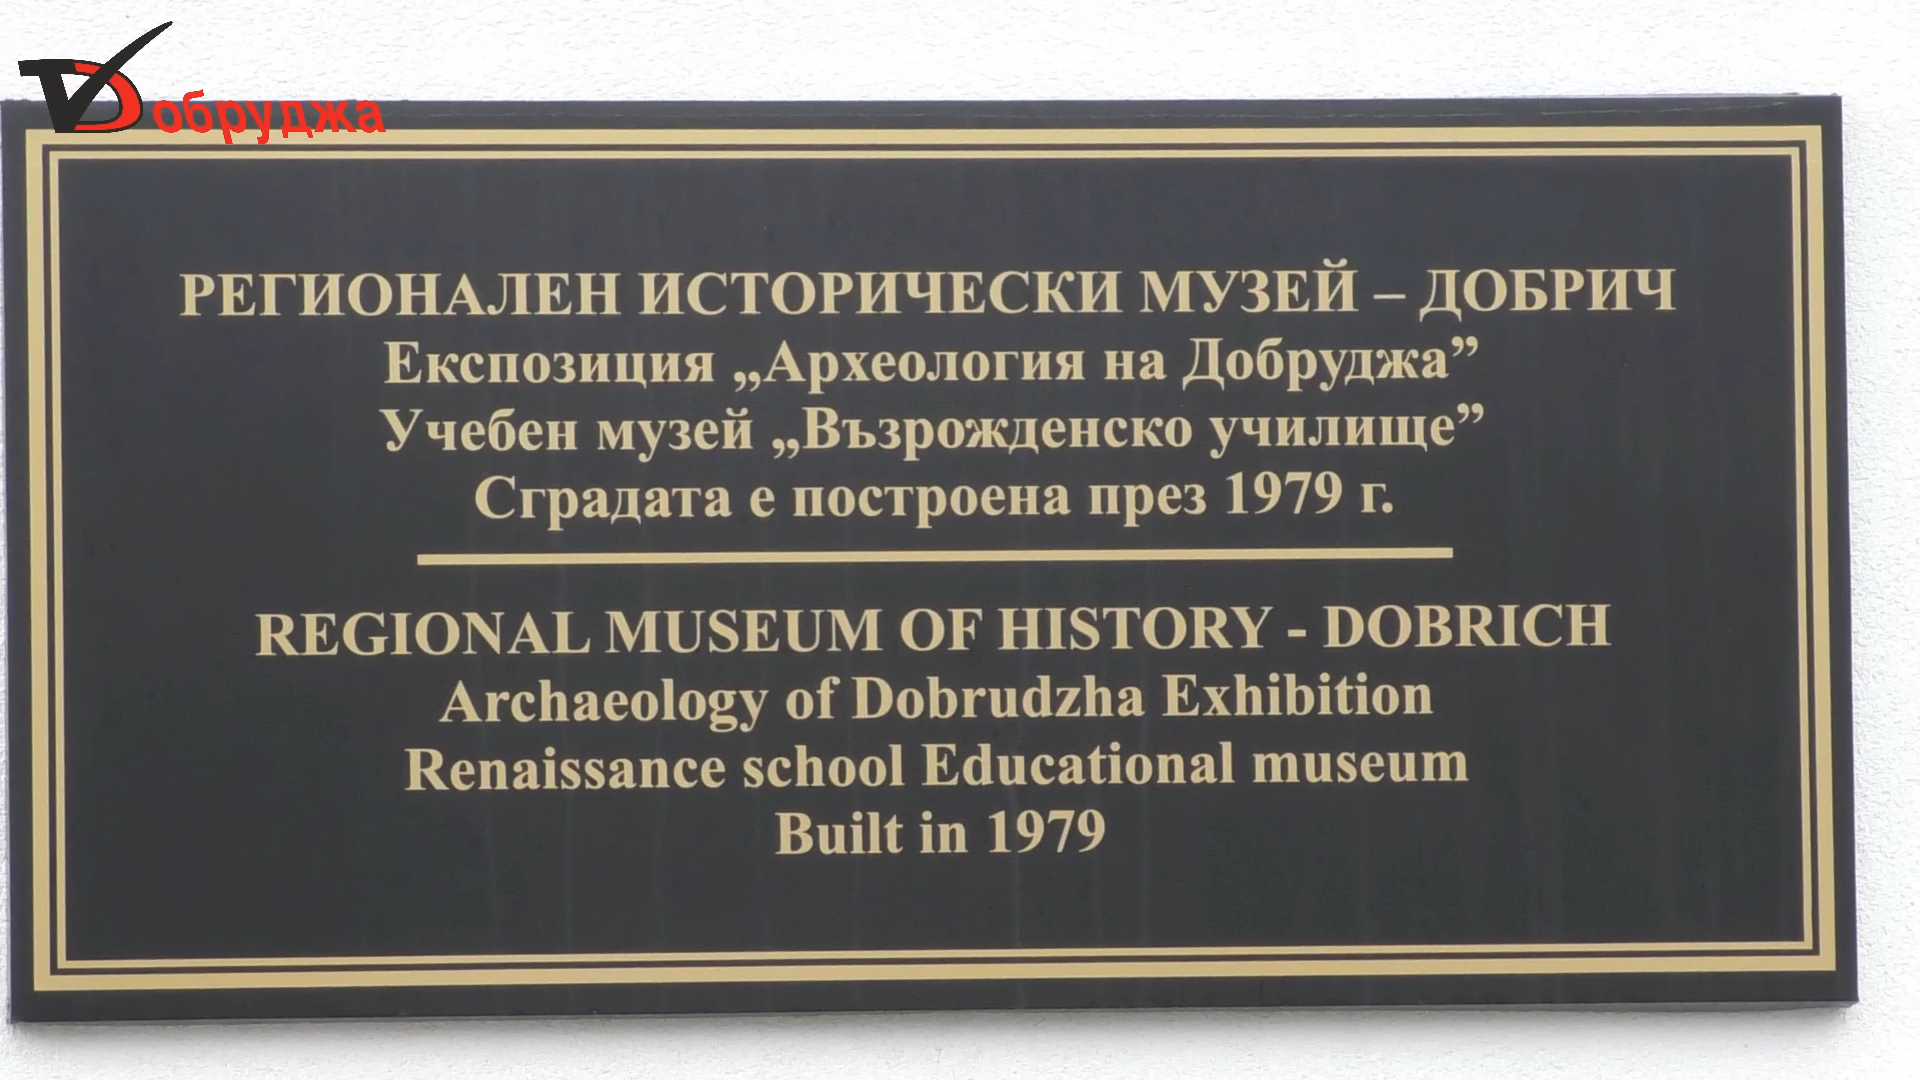 Добруджа
РЕГИОНАЛЕН ИСТОРИЧЕСКИ МУЗЕЙ – ДОБРИЧ
Експозиция „Археология на Добруджа”
Учебен музей „Възрожденско училище”
Сградата е построена през 1979 г.
REGIONAL MUSEUM OF HISTORY - DOBRICH
Archaeology of Dobrudzha Exhibition
Renaissance school Educational museum
Built in 1979